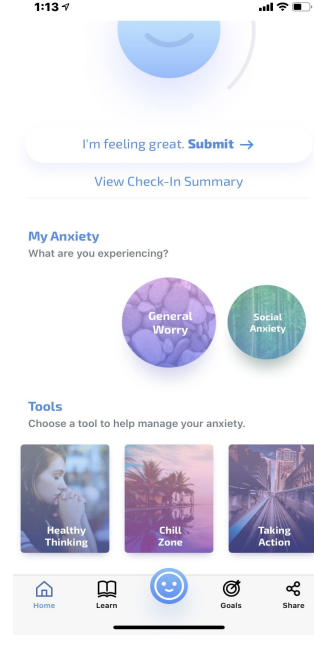 1:13
I'm feeling great. Submit →
View Check-In Summary
My Anxiety
What are you experiencing?
General
Worry
Social
Anxiety
Tools
Choose a tool to help manage your anxiety.
Healthy
Thinking
Chill
Zone
Taking
Action
Home
Learn
Goals
Share